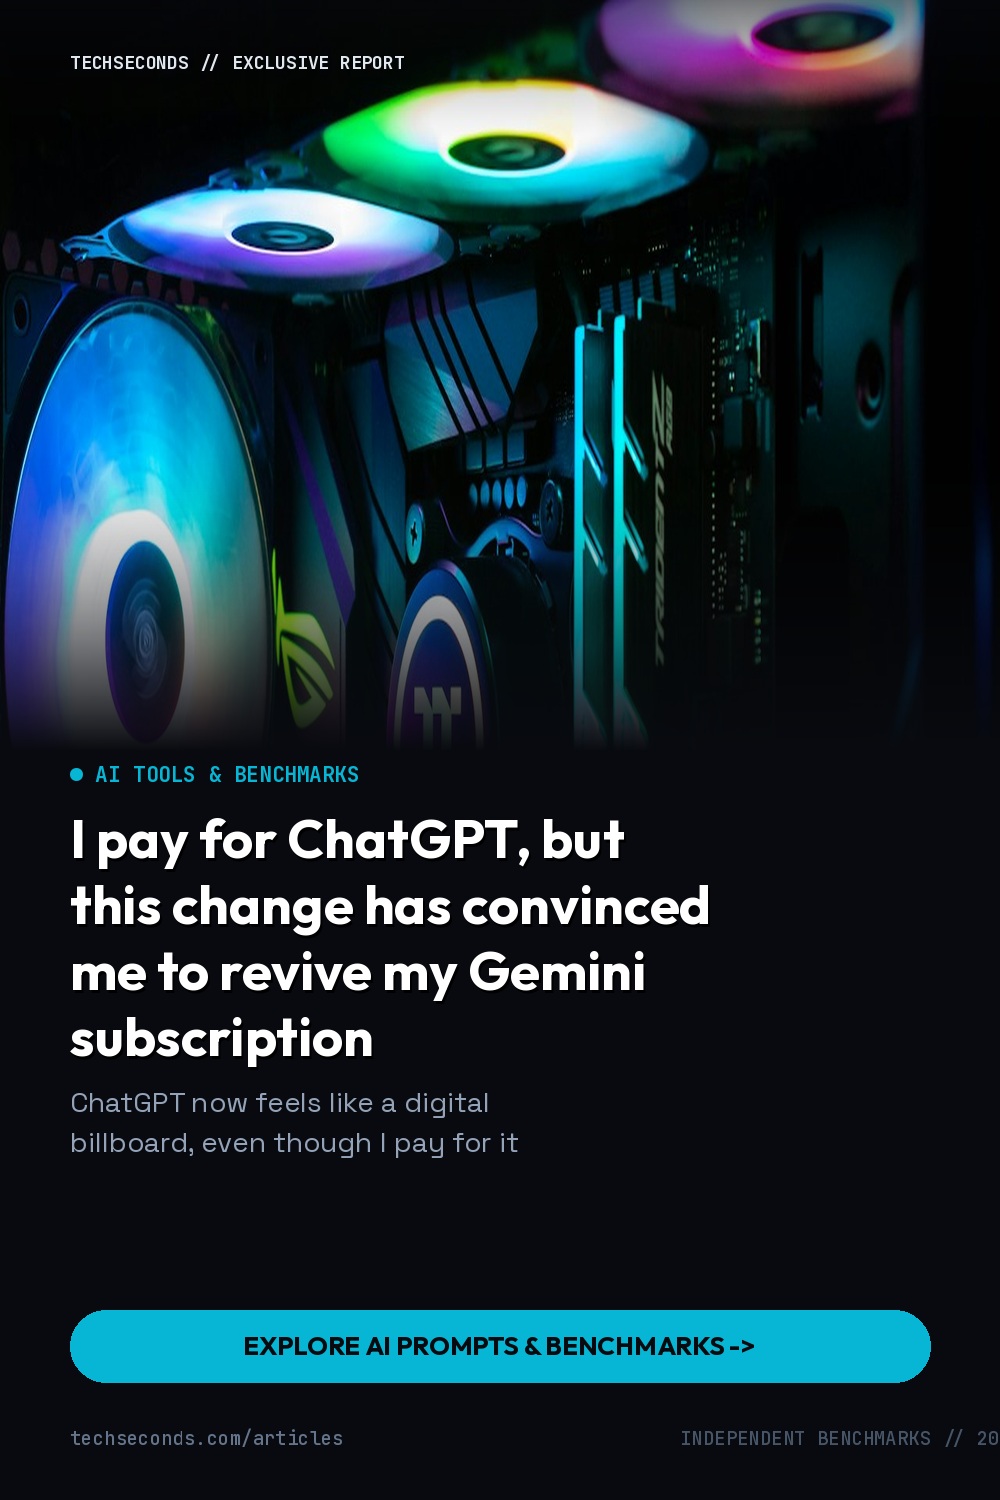 TECHSECONDS // EXCLUSIVE REPORT
TRIDENT Z
RGB
AI TOOLS & BENCHMARKS
I pay for ChatGPT, but
this change has convinced
me to revive my Gemini
subscription
ChatGPT now feels like a digital
billboard, even though I pay for it
EXPLORE AI PROMPTS & BENCHMARKS ->
techseconds.com/articles
INDEPENDENT BENCHMARKS // 20